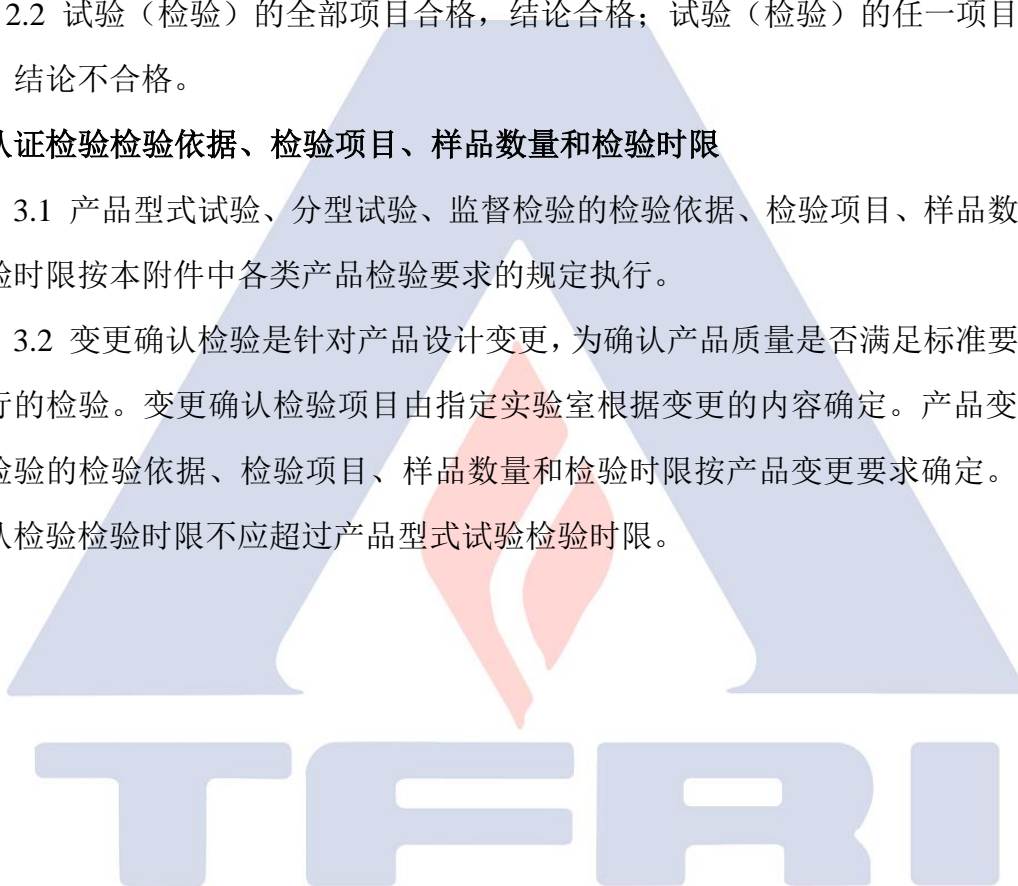 2.2 试验（检验）的全部项目合格，结论合格；试验（检验）的任一项目
结论不合格。
认证检验检验依据、检验项目、样品数量和检验时限
3.1 产品型式试验、分型试验、监督检验的检验依据、检验项目、样品数
验时限按本附件中各类产品检验要求的规定执行。
3.2 变更确认检验是针对产品设计变更，为确认产品质量是否满足标准要
行的检验。变更确认检验项目由指定实验室根据变更的内容确定。产品变
检验的检验依据、检验项目、样品数量和检验时限按产品变更要求确定。
认检验检验时限不应超过产品型式试验检验时限。
TFRI